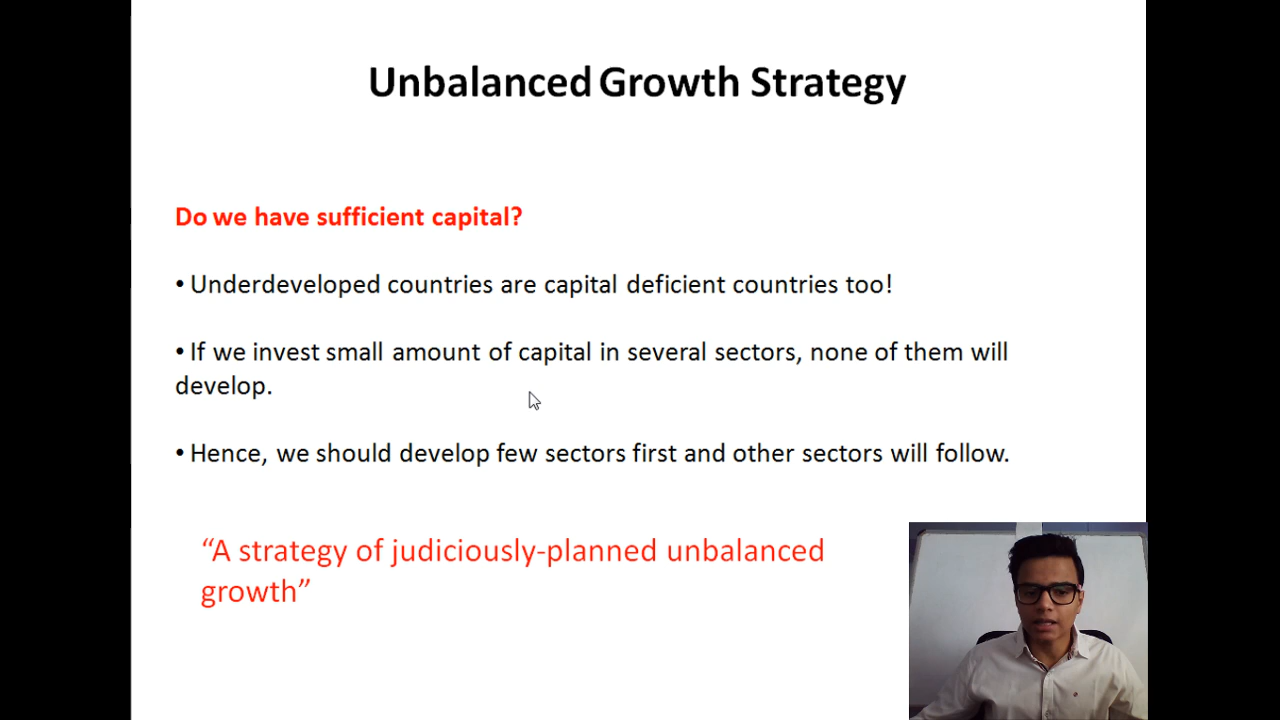 Unbalanced Growth Strategy
Do we have sufficient capital?
• Underdeveloped countries are capital deficient countries too!
• If we invest small amount of capital in several sectors, none of them will
develop.
• Hence, we should develop few sectors first and other sectors will follow.
“A strategy of judiciously-planned unbalanced
growth”